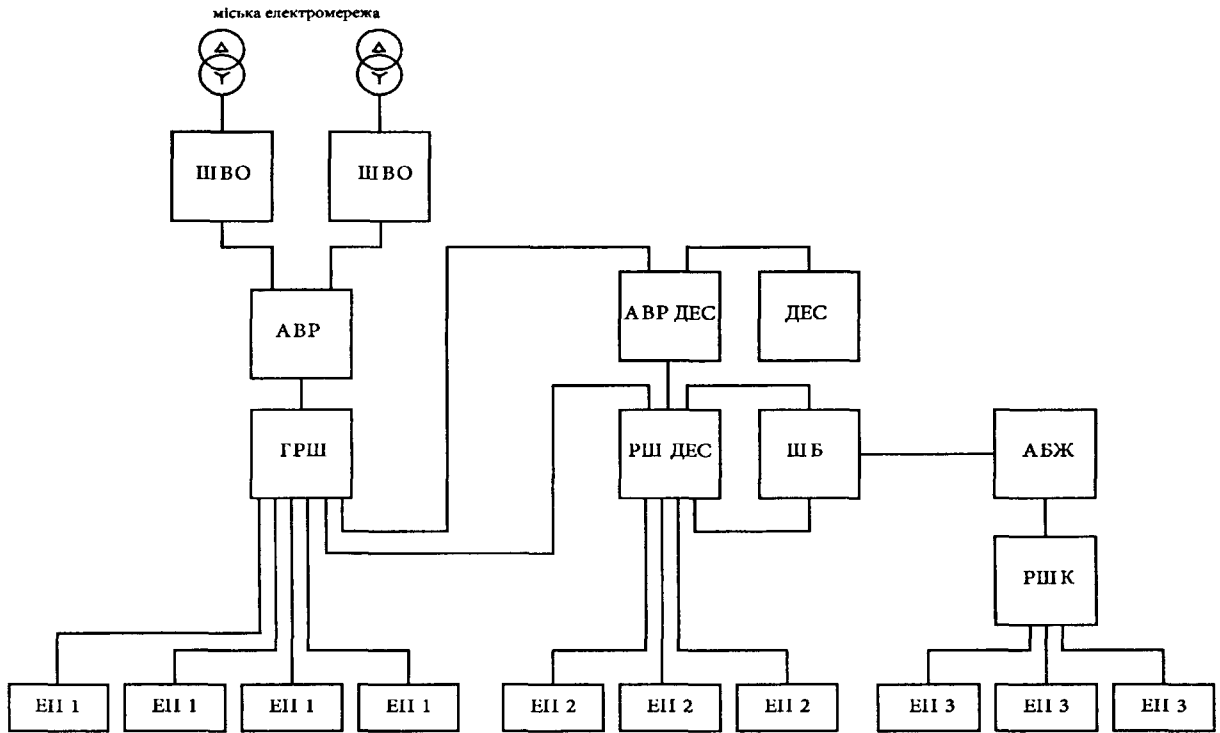 міська електромережа
Δ Δ
Y Y
ШВО ШВО
АВР АВР ДЕС ДЕС
ГРШ РШ ДЕС ШБ АБЖ
РШК
ЕП 1 ЕП 1 ЕП 1 ЕП 1 ЕП 2 ЕП 2 ЕП 2 ЕП 3 ЕП 3 ЕП 3